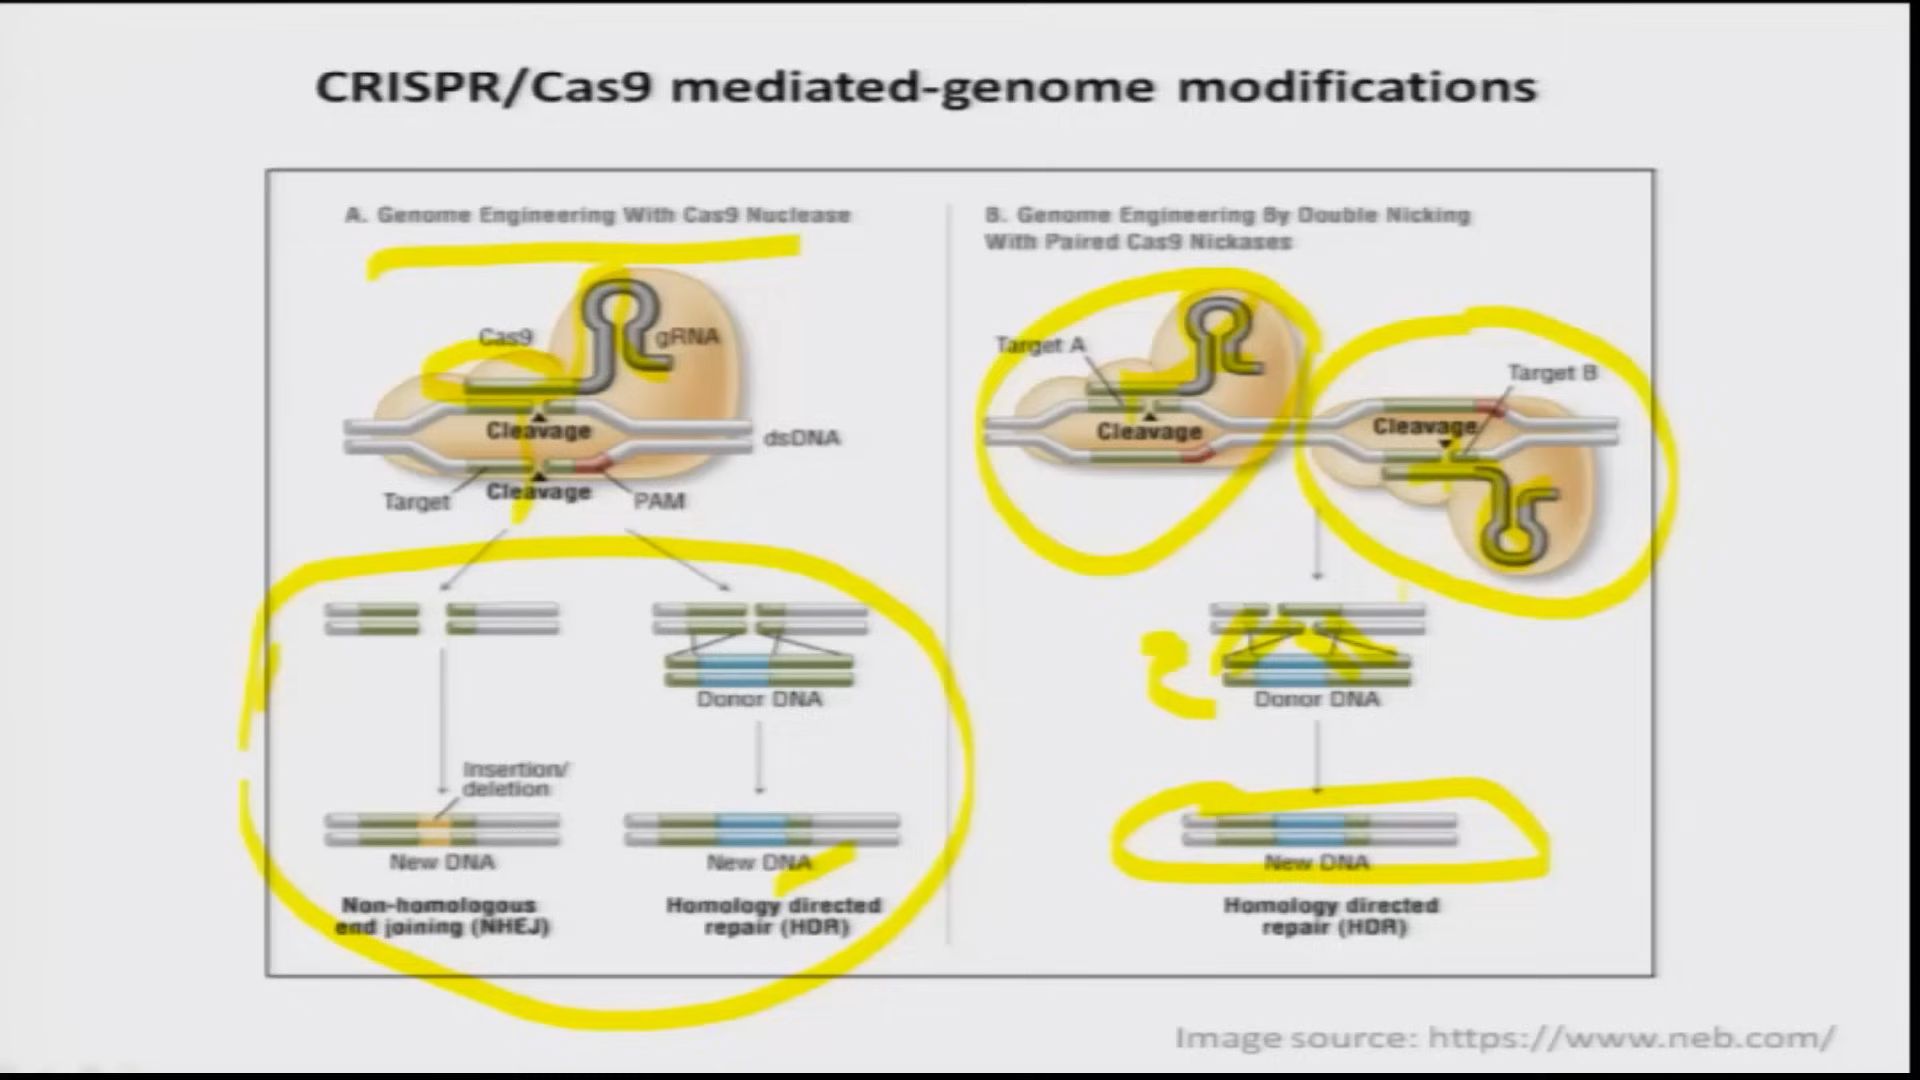 CRISPR/Cas9 mediated-genome modifications
A. Genome Engineering With Cas9 Nuclease
Cas9
gRNA
Cleavage
dsDNA
Target
Cleavage
PAM
Donor DNA
Insertion/
deletion
New DNA
New DNA
Non-homologous
end joining (NHEJ)
Homology directed
repair (HDR)
B. Genome Engineering By Double Nicking
With Paired Cas9 Nickases
Target A
Target B
Cleavage
Cleavage
Donor DNA
New DNA
Homology directed
repair (HDR)
Image source: https://www.neb.com/